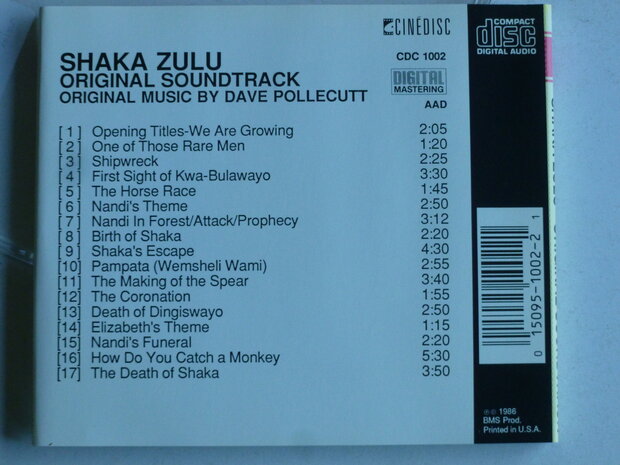 CINÉDISC
CDC 1002
DIGITAL
MASTERING
AAD
COMPACT
disc
DIGITAL AUDIO
SHAKA ZULU
ORIGINAL SOUNDTRACK
ORIGINAL MUSIC BY DAVE POLLECUTT
[1] Opening Titles-We Are Growing 2:05
[2] One of Those Rare Men 1:20
[3] Shipwreck 2:25
[4] First Sight of Kwa-Bulawayo 3:30
[5] The Horse Race 1:45
[6] Nandi's Theme 2:50
[7] Nandi In Forest/Attack/Prophecy 3:12
[8] Birth of Shaka 2:20
[9] Shaka's Escape 4:30
[10] Pampata (Wemsheli Wami) 2:55
[11] The Making of the Spear 3:40
[12] The Coronation 1:55
[13] Death of Dingiswayo 2:50
[14] Elizabeth's Theme 1:15
[15] Nandi's Funeral 2:20
[16] How Do You Catch a Monkey 5:30
[17] The Death of Shaka 3:50
0 15095-1002-2 1
℗© 1986
BMS Prod.
Printed in U.S.A.